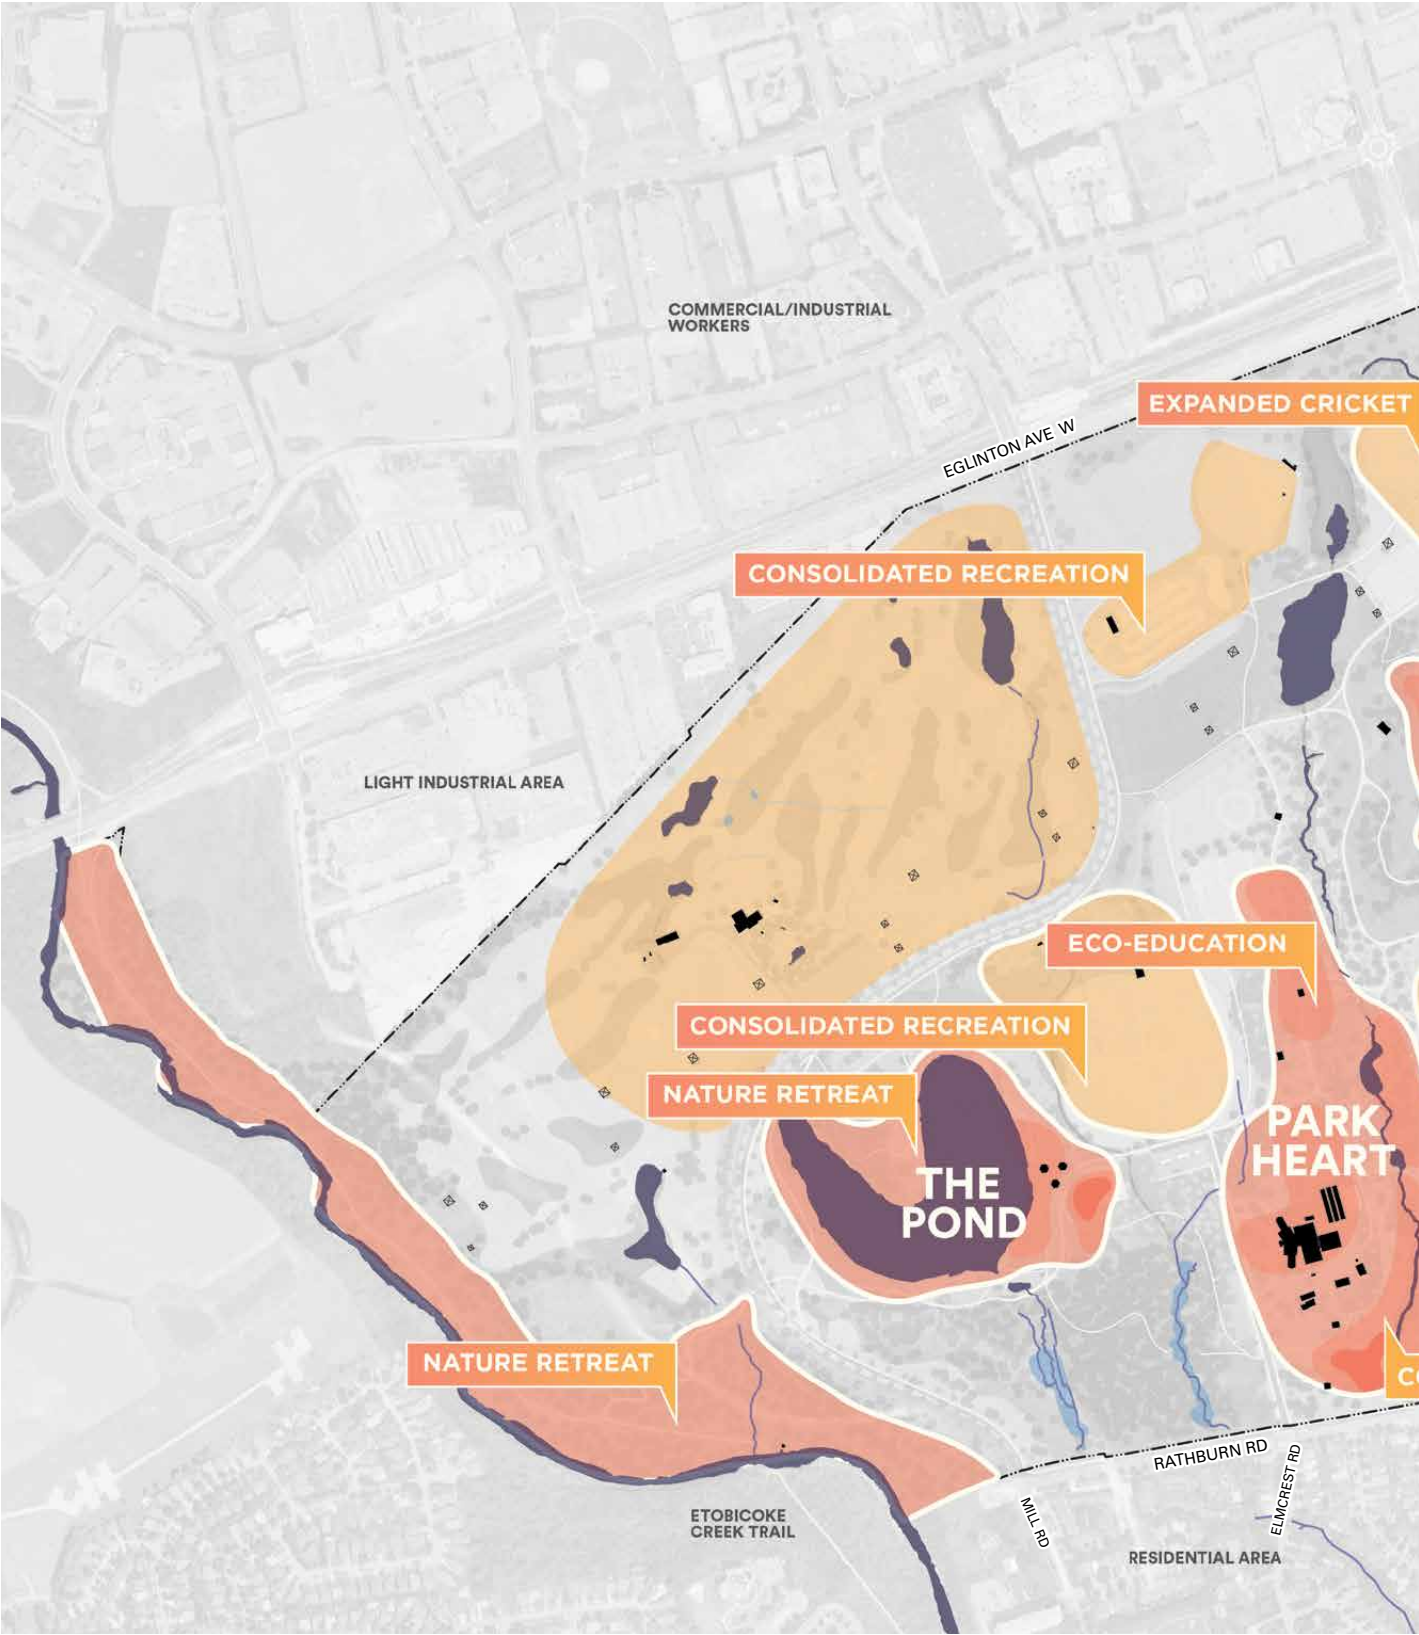 COMMERCIAL/INDUSTRIAL
WORKERS
EXPANDED CRICKET
EGLINTON AVE W
CONSOLIDATED RECREATION
LIGHT INDUSTRIAL AREA
ECO-EDUCATION
CONSOLIDATED RECREATION
NATURE RETREAT
PARK
HEART
THE
POND
NATURE RETREAT
RATHBURN RD
ELMCREST RD
MILL RD
ETOBICOKE
CREEK TRAIL
RESIDENTIAL AREA